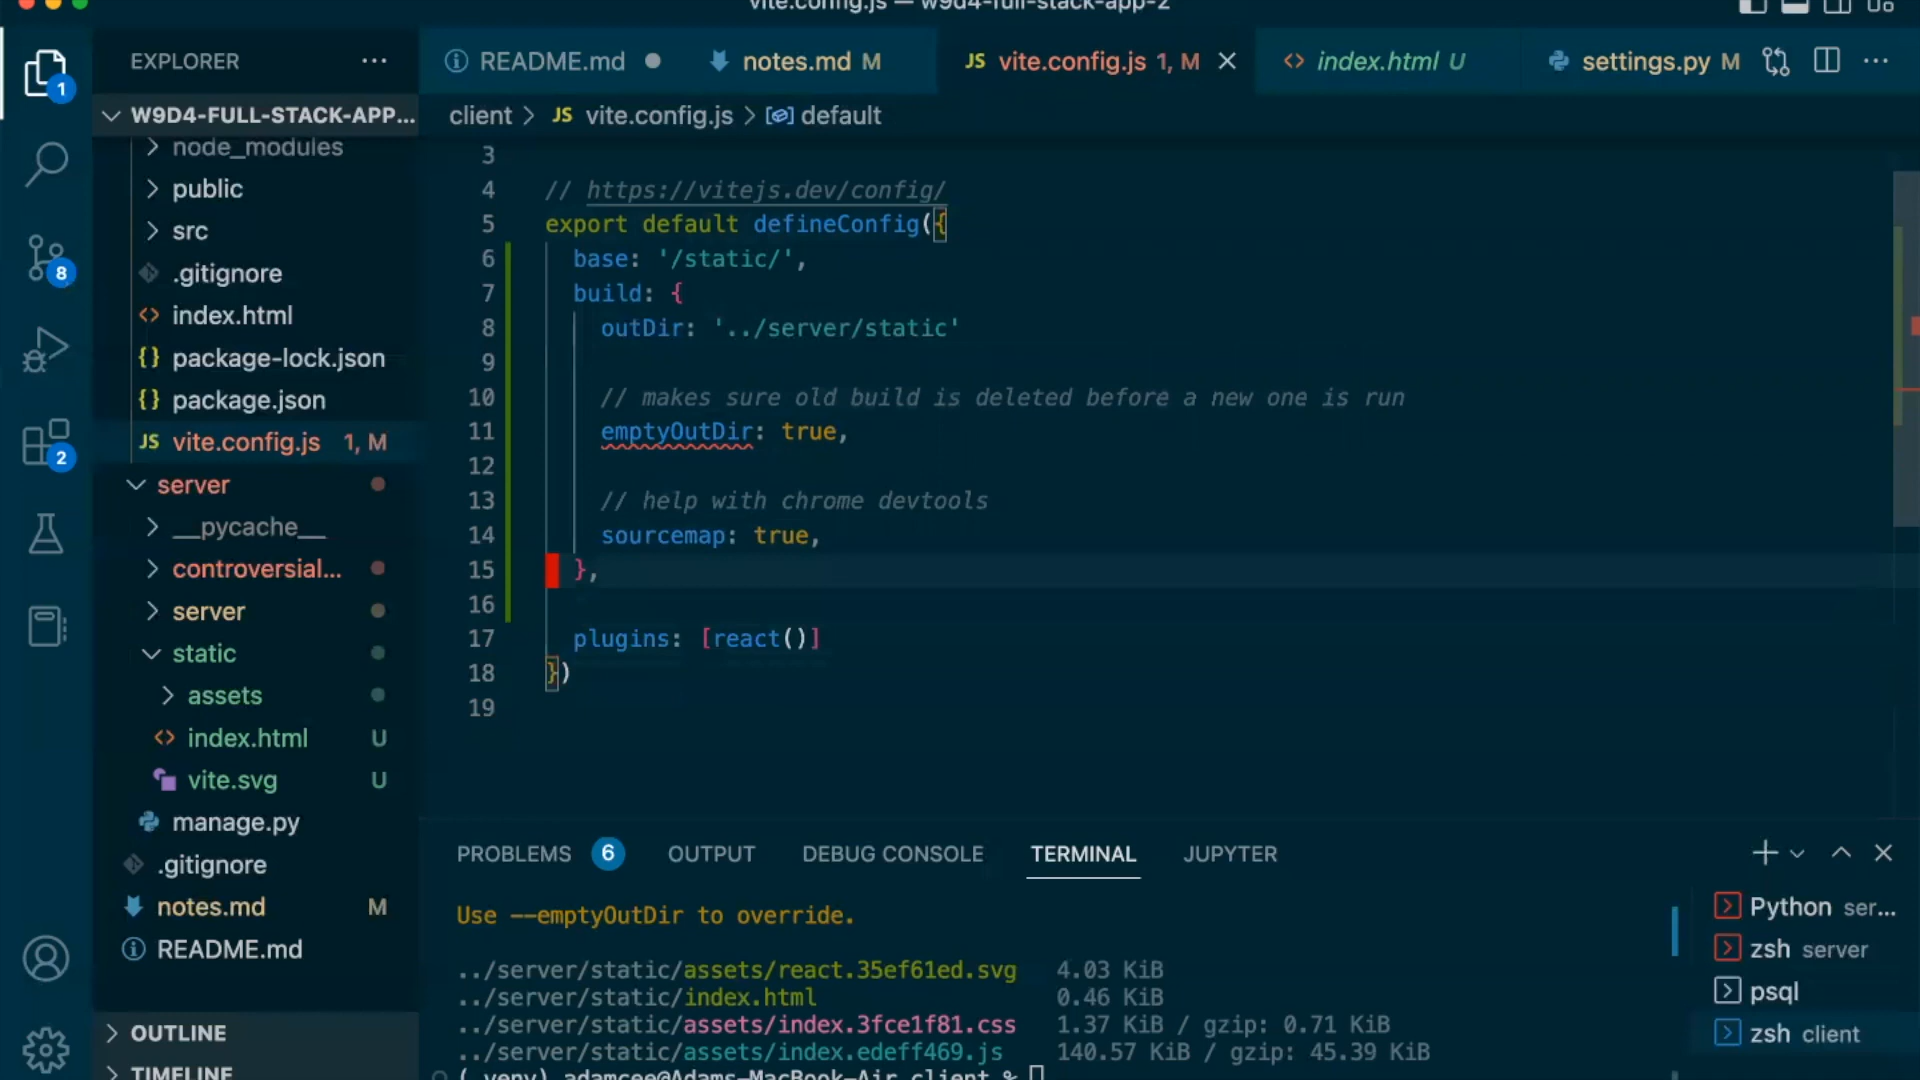 vite.config.js — w9d4-full-stack-app-2
EXPLORER
1
README.md
notes.md M
JS vite.config.js 1, M
index.html U
settings.py M
W9D4-FULL-STACK-APP...
client > JS vite.config.js > default
node_modules
public
src
.gitignore
index.html
package-lock.json
package.json
JS vite.config.js 1, M
server
__pycache__
controversial...
server
static
assets
index.html U
vite.svg U
manage.py
.gitignore
notes.md M
README.md
OUTLINE
TIMELINE
8
2
3
4 // https://vitejs.dev/config/
5 export default defineConfig({
6 base: '/static/',
7 build: {
8 outDir: '../server/static'
9
10 // makes sure old build is deleted before a new one is run
11 emptyOutDir: true,
12
13 // help with chrome devtools
14 sourcemap: true,
15 },
16
17 plugins: [react()]
18 })
19
PROBLEMS 6 OUTPUT DEBUG CONSOLE TERMINAL JUPYTER
Use --emptyOutDir to override.
../server/static/assets/react.35ef61ed.svg 4.03 KiB
../server/static/index.html 0.46 KiB
../server/static/assets/index.3fce1f81.css 1.37 KiB / gzip: 0.71 KiB
../server/static/assets/index.edeff469.js 140.57 KiB / gzip: 45.39 KiB
(.venv) adamcee@Adams-MacBook-Air client %
Python ser...
zsh server
psql
zsh client